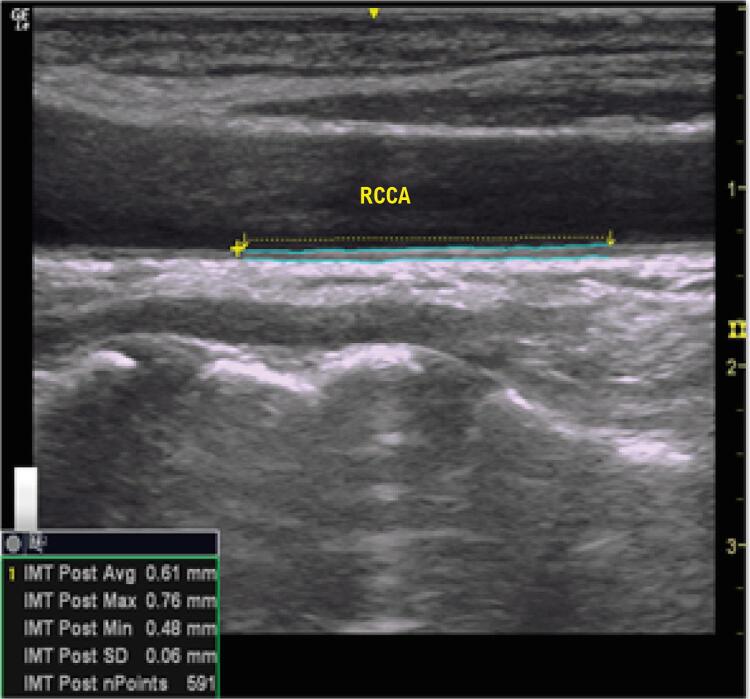 GE
L6
RCCA
1
2
3
1 IMT Post Avg 0.61 mm
IMT Post Max 0.76 mm
IMT Post Min 0.48 mm
IMT Post SD 0.06 mm
IMT Post nPoints 591